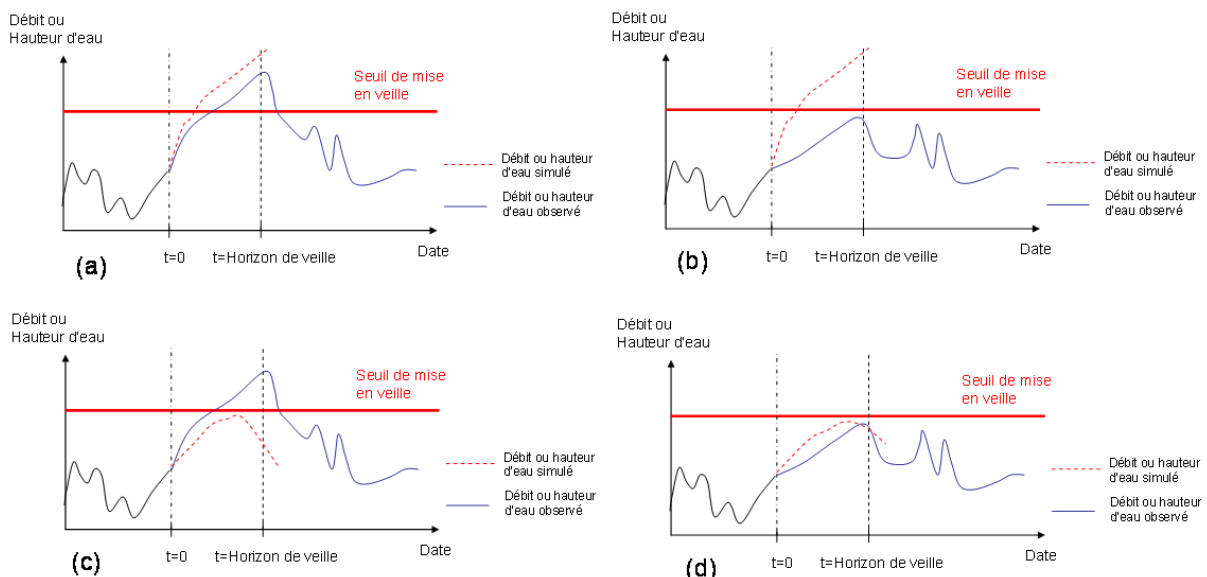 Débit ou
Hauteur d'eau
Seuil de mise
en veille
Débit ou hauteur
d'eau simulé
Débit ou hauteur
d'eau observé
Date
t=0
t=Horizon de veille
(a)
Débit ou
Hauteur d'eau
Seuil de mise
en veille
Débit ou hauteur
d'eau simulé
Débit ou hauteur
d'eau observé
Date
t=0
t=Horizon de veille
(b)
Débit ou
Hauteur d'eau
Seuil de mise
en veille
Débit ou hauteur
d'eau simulé
Débit ou hauteur
d'eau observé
Date
t=0
t=Horizon de veille
(c)
Débit ou
Hauteur d'eau
Seuil de mise
en veille
Débit ou hauteur
d'eau simulé
Débit ou hauteur
d'eau observé
Date
t=0
t=Horizon de veille
(d)